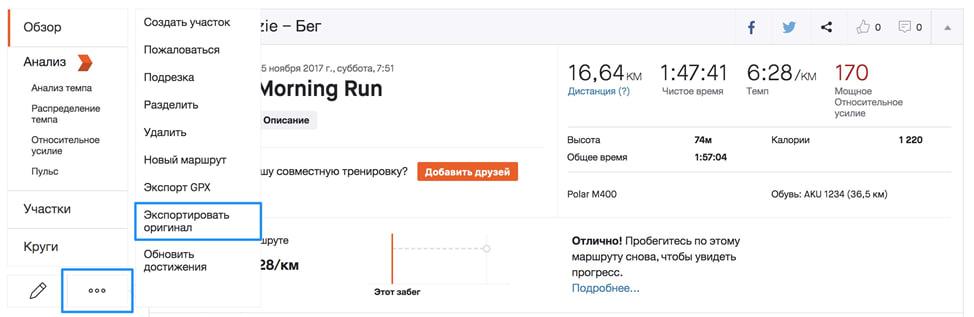 Обзор
Анализ
Анализ темпа
Распределение
темпа
Относительное
усилие
Пульс
Участки
Круги
Создать участок
Пожаловаться
Подрезка
Разделить
Удалить
Новый маршрут
Экспорт GPX
Экспортировать
оригинал
Обновить
достижения
zie – Бег
0
0
5 ноября 2017 г., суббота, 7:51
Morning Run
Описание
шу совместную тренировку?
Добавить друзей
16,64 км
Дистанция (?)
1:47:41
Чистое время
6:28/км
Темп
170
Мощное
Относительное
усилие
Высота 74м Калории 1 220
Общее время 1:57:04
Polar M400 Обувь: AKU 1234 (36,5 км)
шруте
28/км
Этот забег
Отлично! Пробегитесь по этому
маршруту снова, чтобы увидеть
прогресс.
Подробнее...